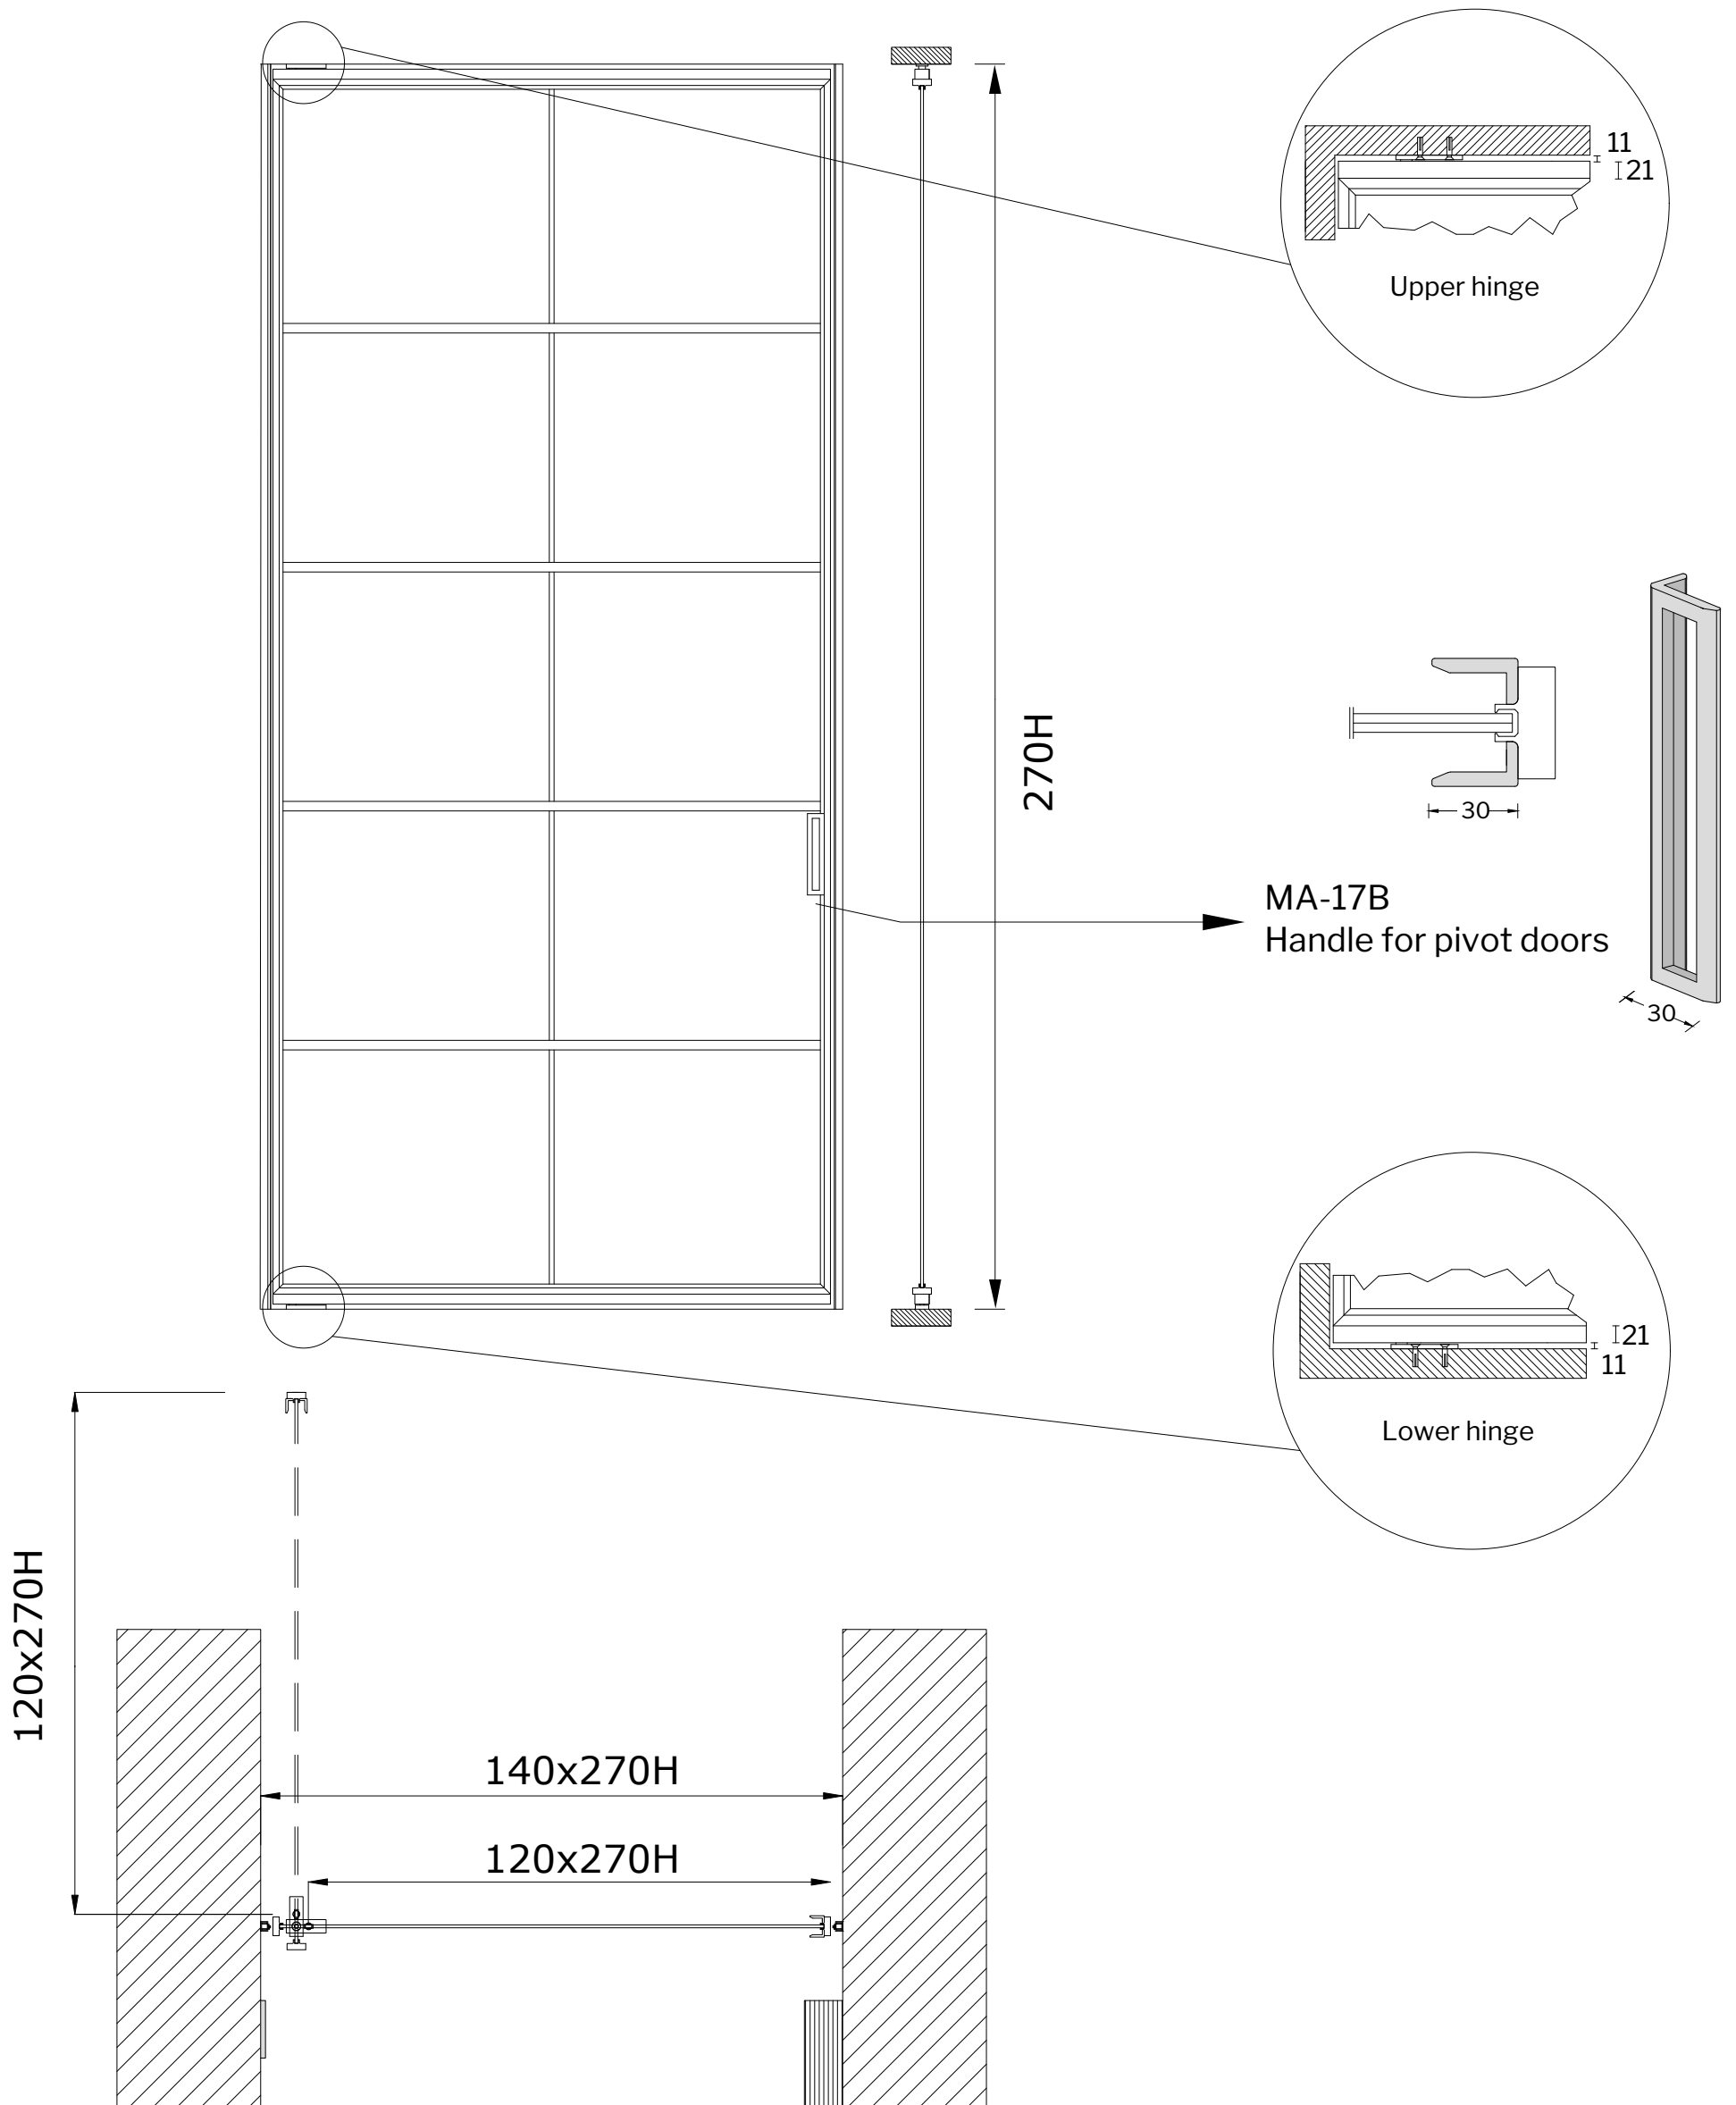 11
21
Upper hinge
270H
30
MA-17B
Handle for pivot doors
30
21
11
Lower hinge
120x270H
140x270H
120x270H